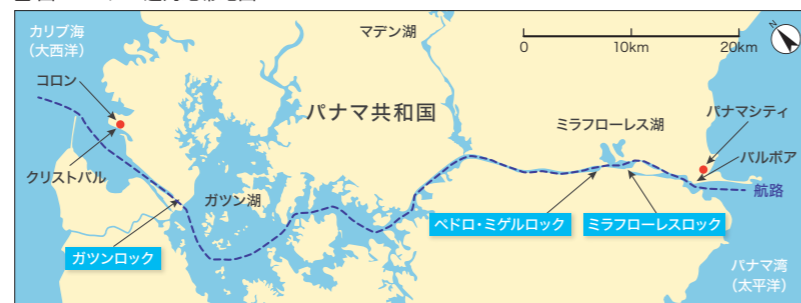 カリブ海
(大西洋)
マデン湖
0
10km
20km
N
コロン
パナマ共和国
パナマシティ
ミラフローレス湖
バルボア
クリストバル
航路
ガツン湖
ペドロ・ミゲルロック
ミラフローレスロック
ガツンロック
パナマ湾
(太平洋)